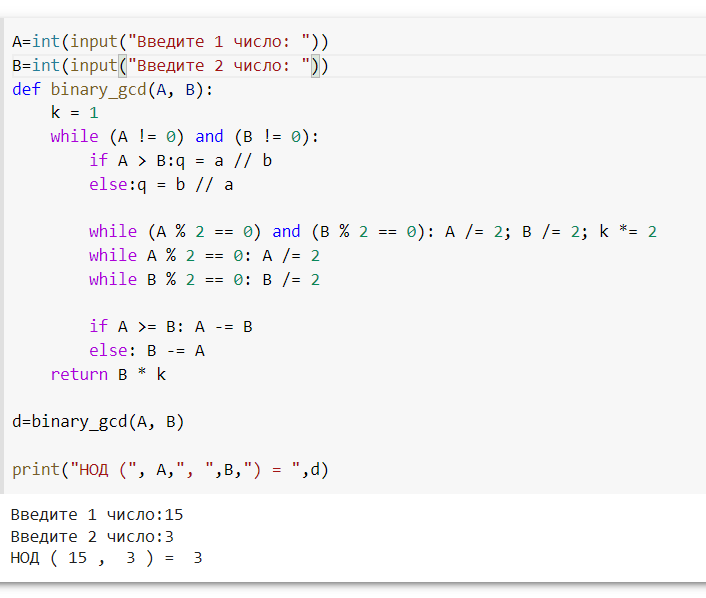 A=int(input("Введите 1 число: "))
B=int(input("Введите 2 число: "))
def binary_gcd(A, B):
    k = 1
    while (A != 0) and (B != 0):
        if A > B:q = a // b
        else:q = b // a
        while (A % 2 == 0) and (B % 2 == 0): A /= 2; B /= 2; k *= 2
        while A % 2 == 0: A /= 2
        while B % 2 == 0: B /= 2
        if A >= B: A -= B
        else: B -= A
    return B * k
d=binary_gcd(A, B)
print("НОД (", A,", ",B,") = ",d)
Введите 1 число:15
Введите 2 число:3
НОД ( 15 ,  3 ) =  3